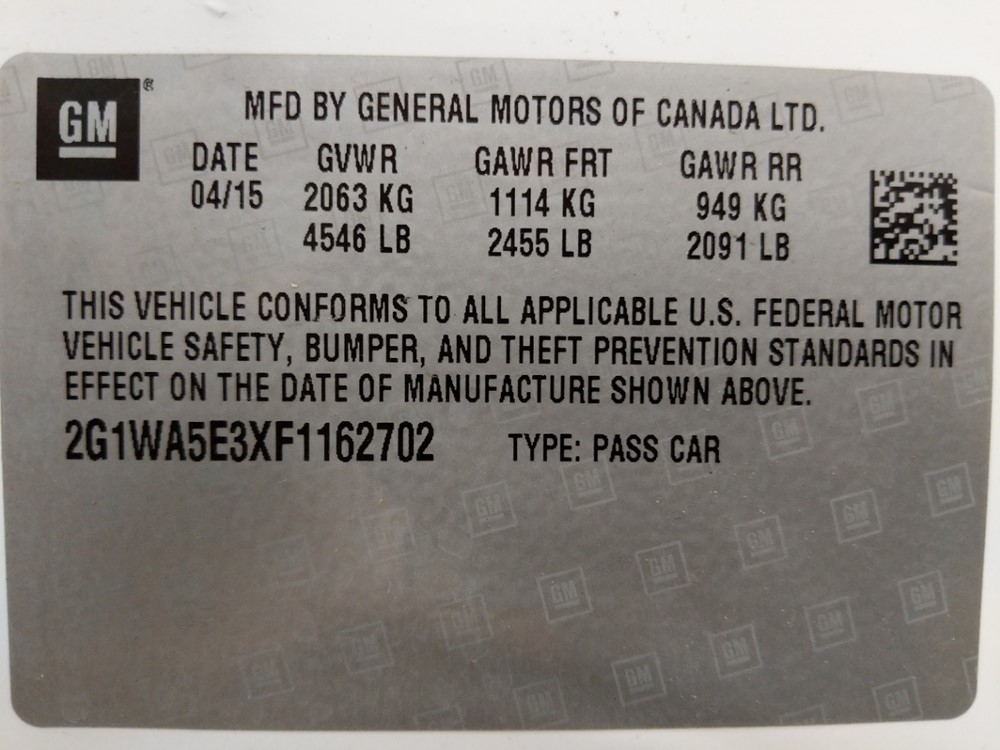 GM®
MFD BY GENERAL MOTORS OF CANADA LTD.
DATE GVWR GAWR FRT GAWR RR
04/15 2063 KG 1114 KG 949 KG
4546 LB 2455 LB 2091 LB
THIS VEHICLE CONFORMS TO ALL APPLICABLE U.S. FEDERAL MOTOR
VEHICLE SAFETY, BUMPER, AND THEFT PREVENTION STANDARDS IN
EFFECT ON THE DATE OF MANUFACTURE SHOWN ABOVE.
2G1WA5E3XF1162702 TYPE: PASS CAR